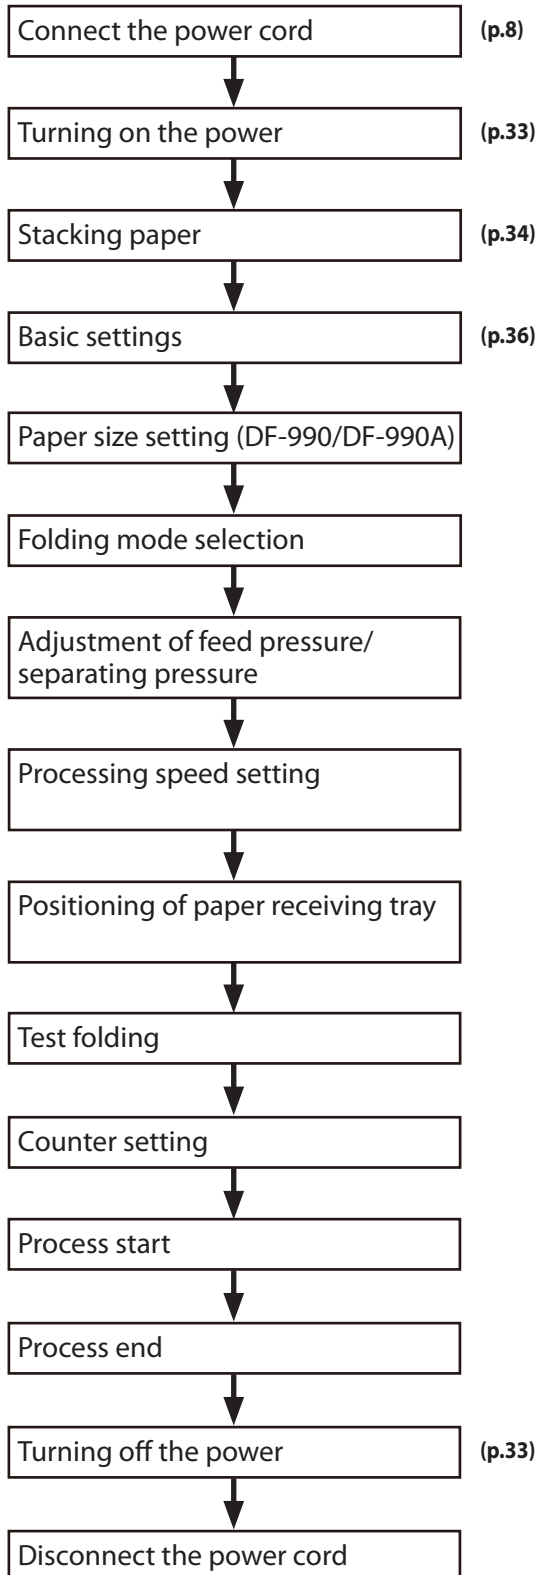 Connect the power cord (p.8)
Turning on the power (p.33)
Stacking paper (p.34)
Basic settings (p.36)
Paper size setting (DF-990/DF-990A)
Folding mode selection
Adjustment of feed pressure/
separating pressure
Processing speed setting
Positioning of paper receiving tray
Test folding
Counter setting
Process start
Process end
Turning off the power (p.33)
Disconnect the power cord